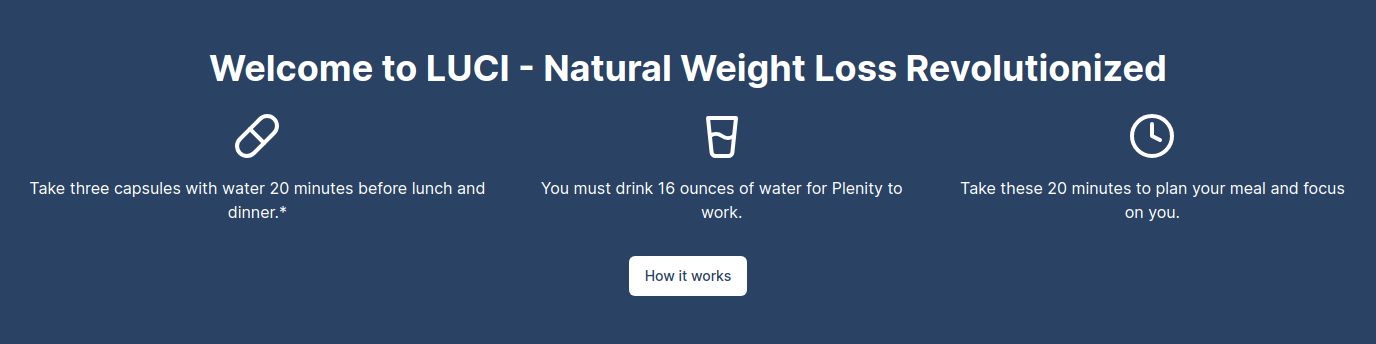 Welcome to LUCI - Natural Weight Loss Revolutionized
Take three capsules with water 20 minutes before lunch and
dinner.*
You must drink 16 ounces of water for Plenity to
work.
Take these 20 minutes to plan your meal and focus
on you.
How it works